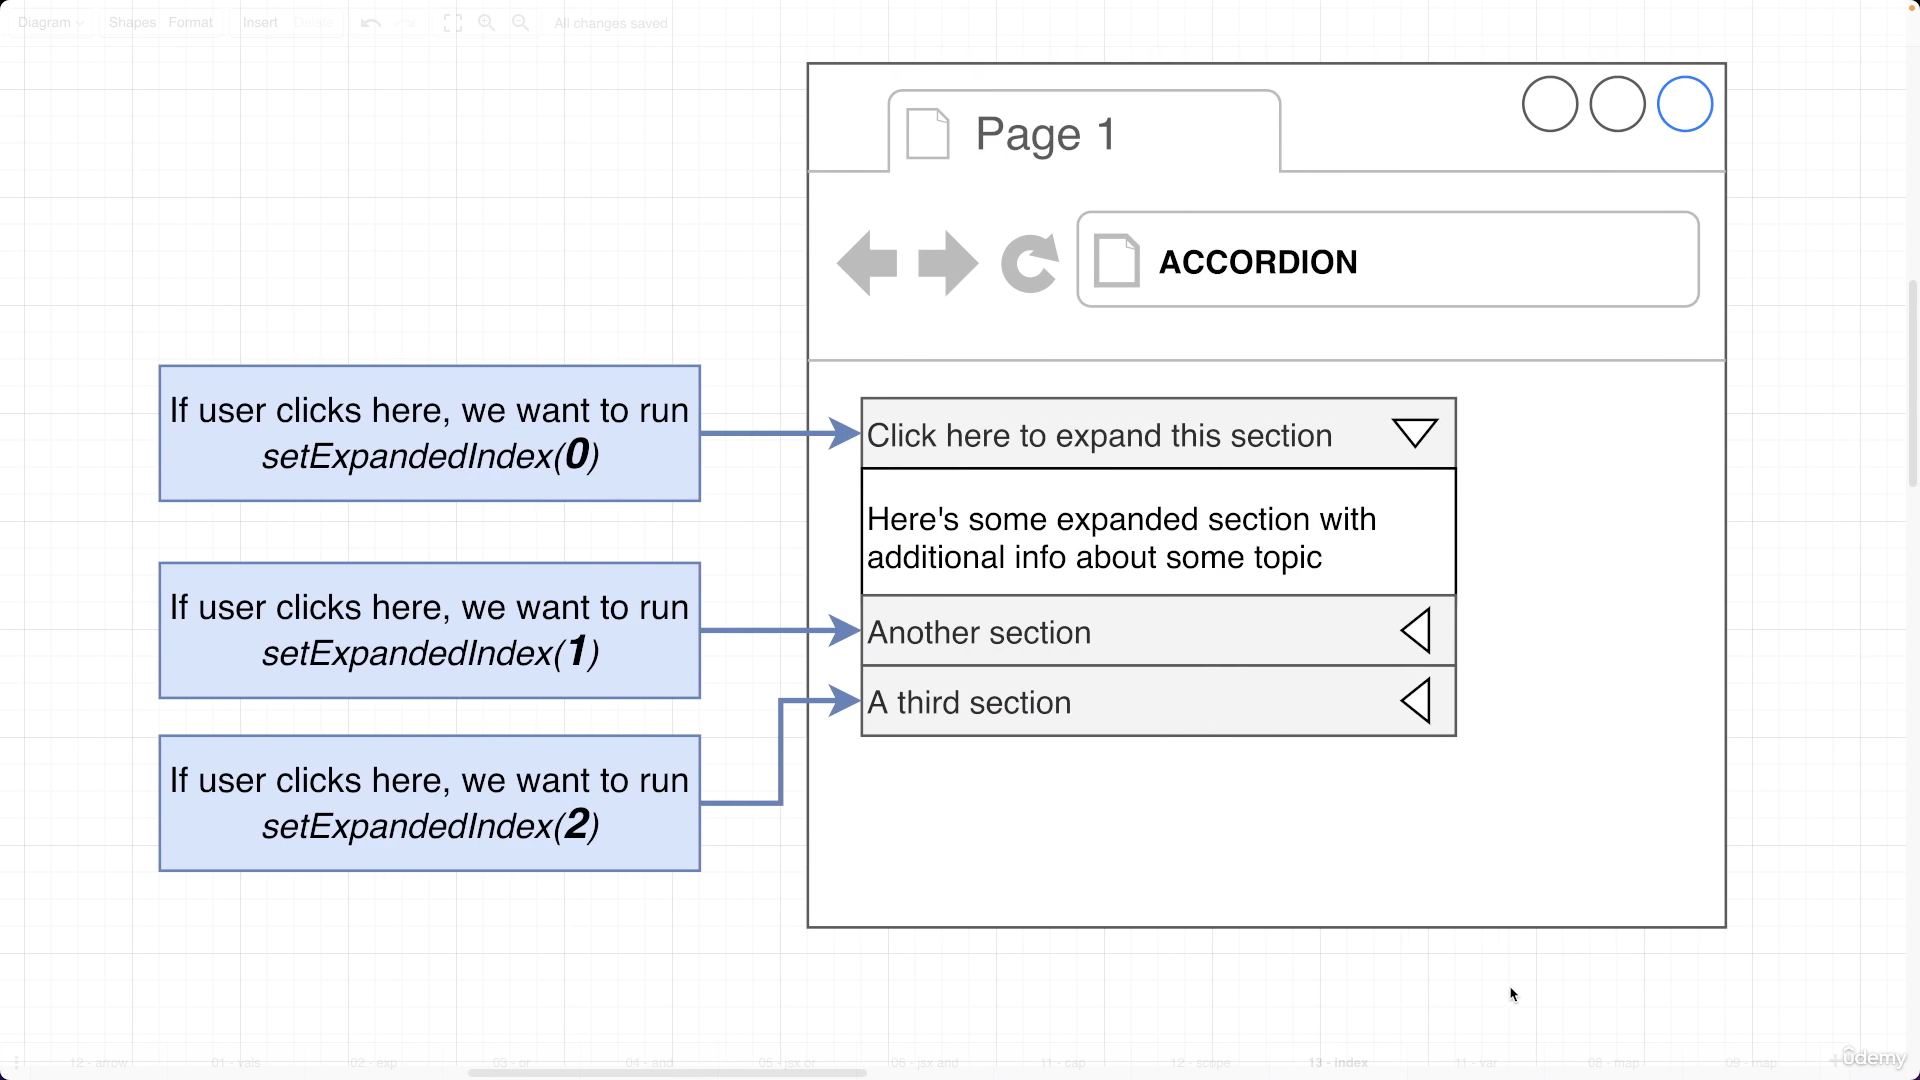 Diagram Shapes Format Insert Delete All changes saved
Page 1
ACCORDION
If user clicks here, we want to run
setExpandedIndex(0)
Click here to expand this section
Here's some expanded section with
additional info about some topic
If user clicks here, we want to run
setExpandedIndex(1)
Another section
A third section
If user clicks here, we want to run
setExpandedIndex(2)
12 - arrow 01 - vals 02 - exp 03 - pr 04 - and 05 - jsx or 06 - jsx and 11 - cap 12 - scope 13 - index 11 - var 08 - map 09 - map
ûdemy